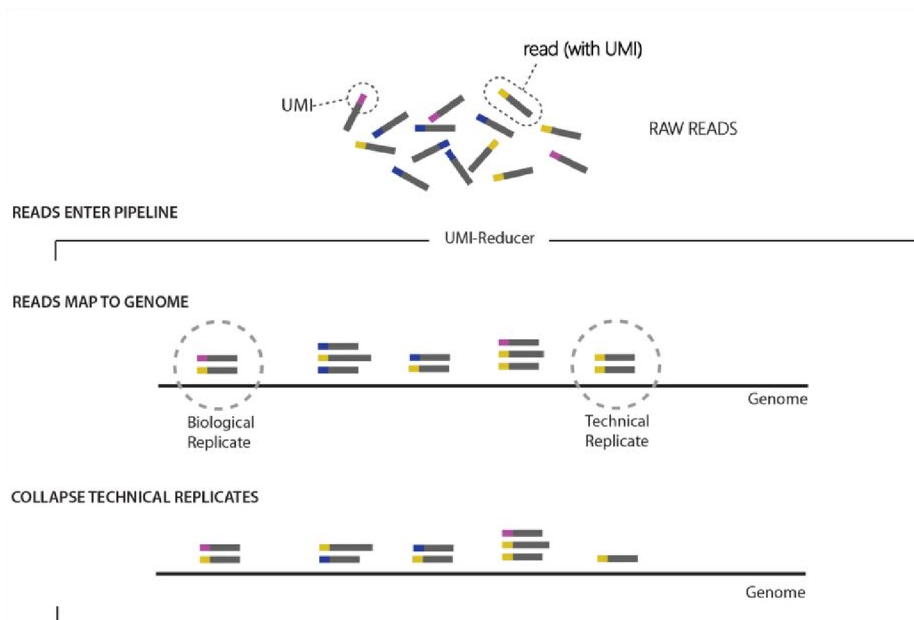 read (with UMI)
UMI
RAW READS
READS ENTER PIPELINE
UMI-Reducer
READS MAP TO GENOME
Genome
Biological
Replicate
Technical
Replicate
COLLAPSE TECHNICAL REPLICATES
Genome